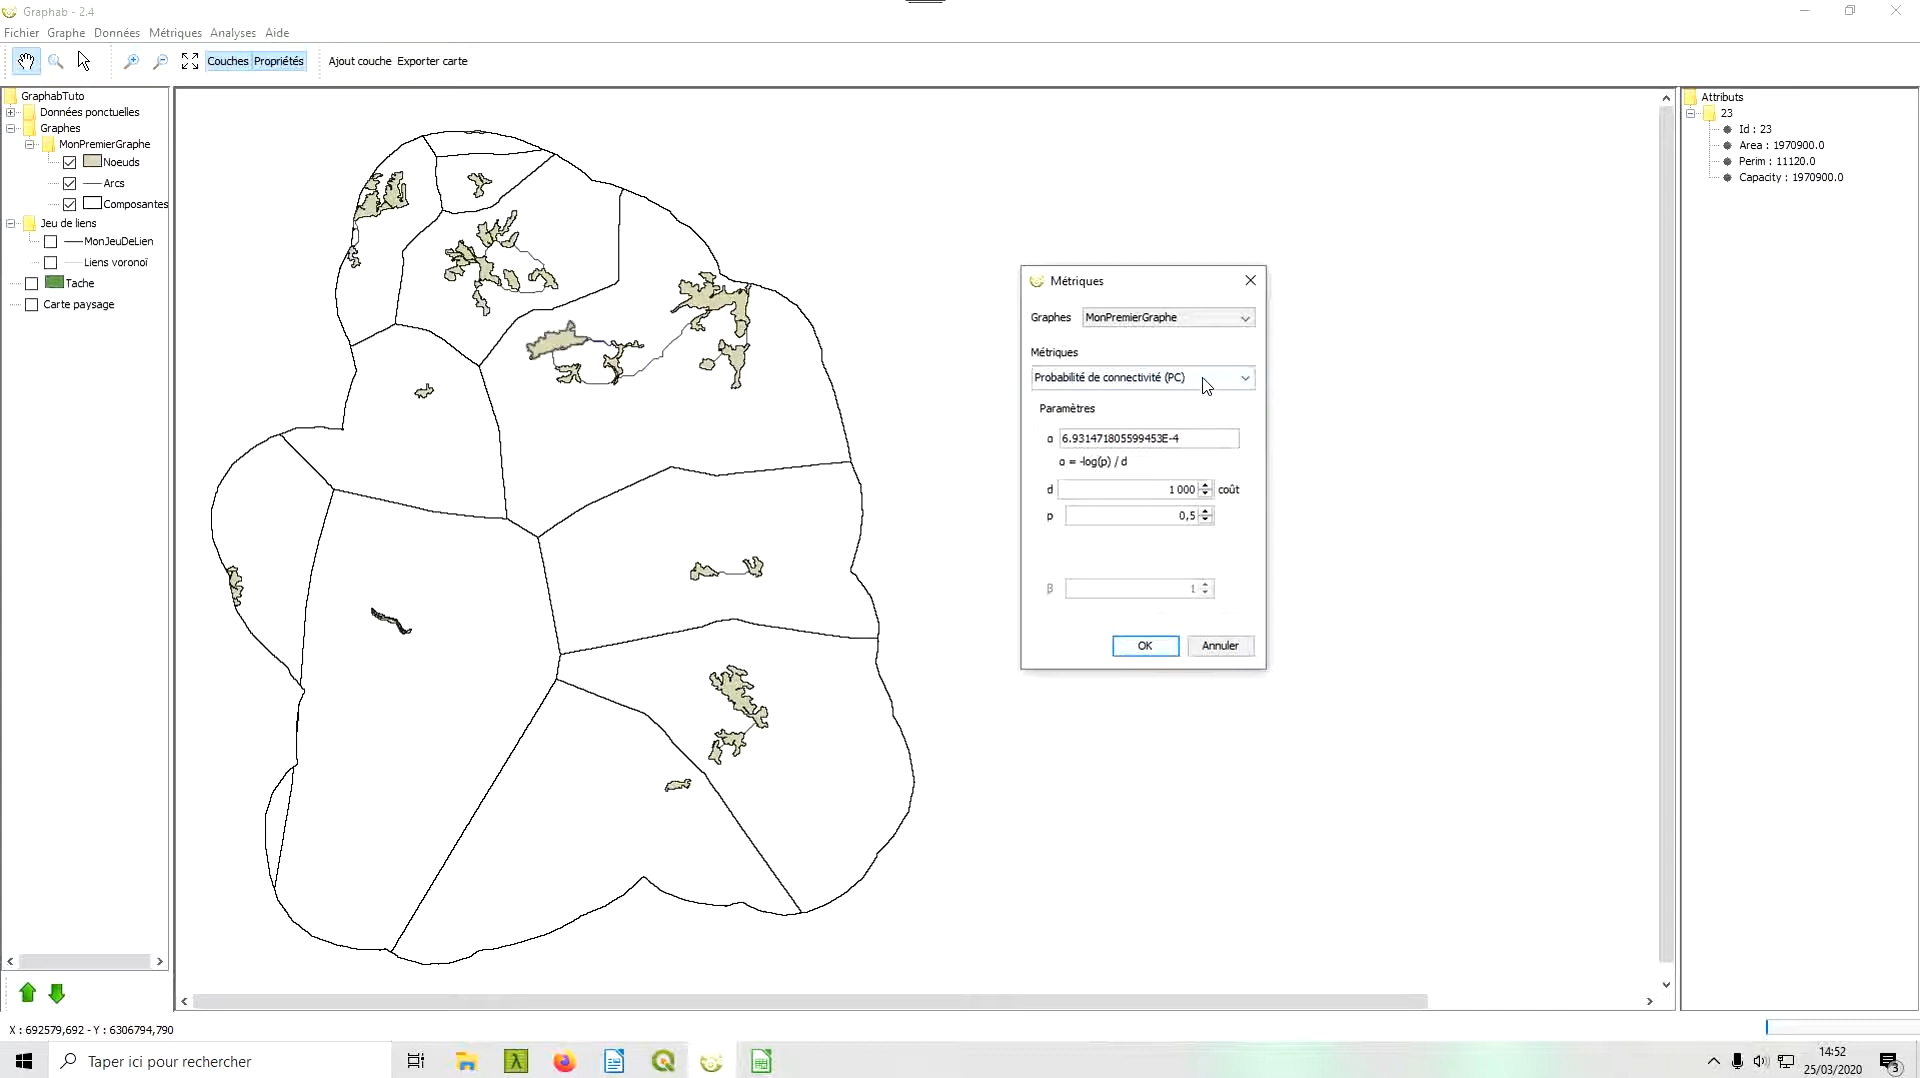 Graphab - 2.4
Fichier Graphe Données Métriques Analyses Aide
Couches Propriétés Ajout couche Exporter carte
GraphabTuto
Données ponctuelles
Graphes
MonPremierGraphe
Noeuds
Arcs
Composantes
Jeu de liens
MonJeuDeLien
Liens voronoï
Tache
Carte paysage
Attributs
23
Id : 23
Area : 1970900.0
Perim : 11120.0
Capacity : 1970900.0
Métriques
Graphes MonPremierGraphe
Métriques
Probabilité de connectivité (PC)
Paramètres
α 6.931471805599453E-4
α = -log(p) / d
d 1 000 coût
p 0,5
β 1
OK Annuler
X : 692579,692 - Y : 6306794,790
Taper ici pour rechercher
14:52
25/03/2020
3